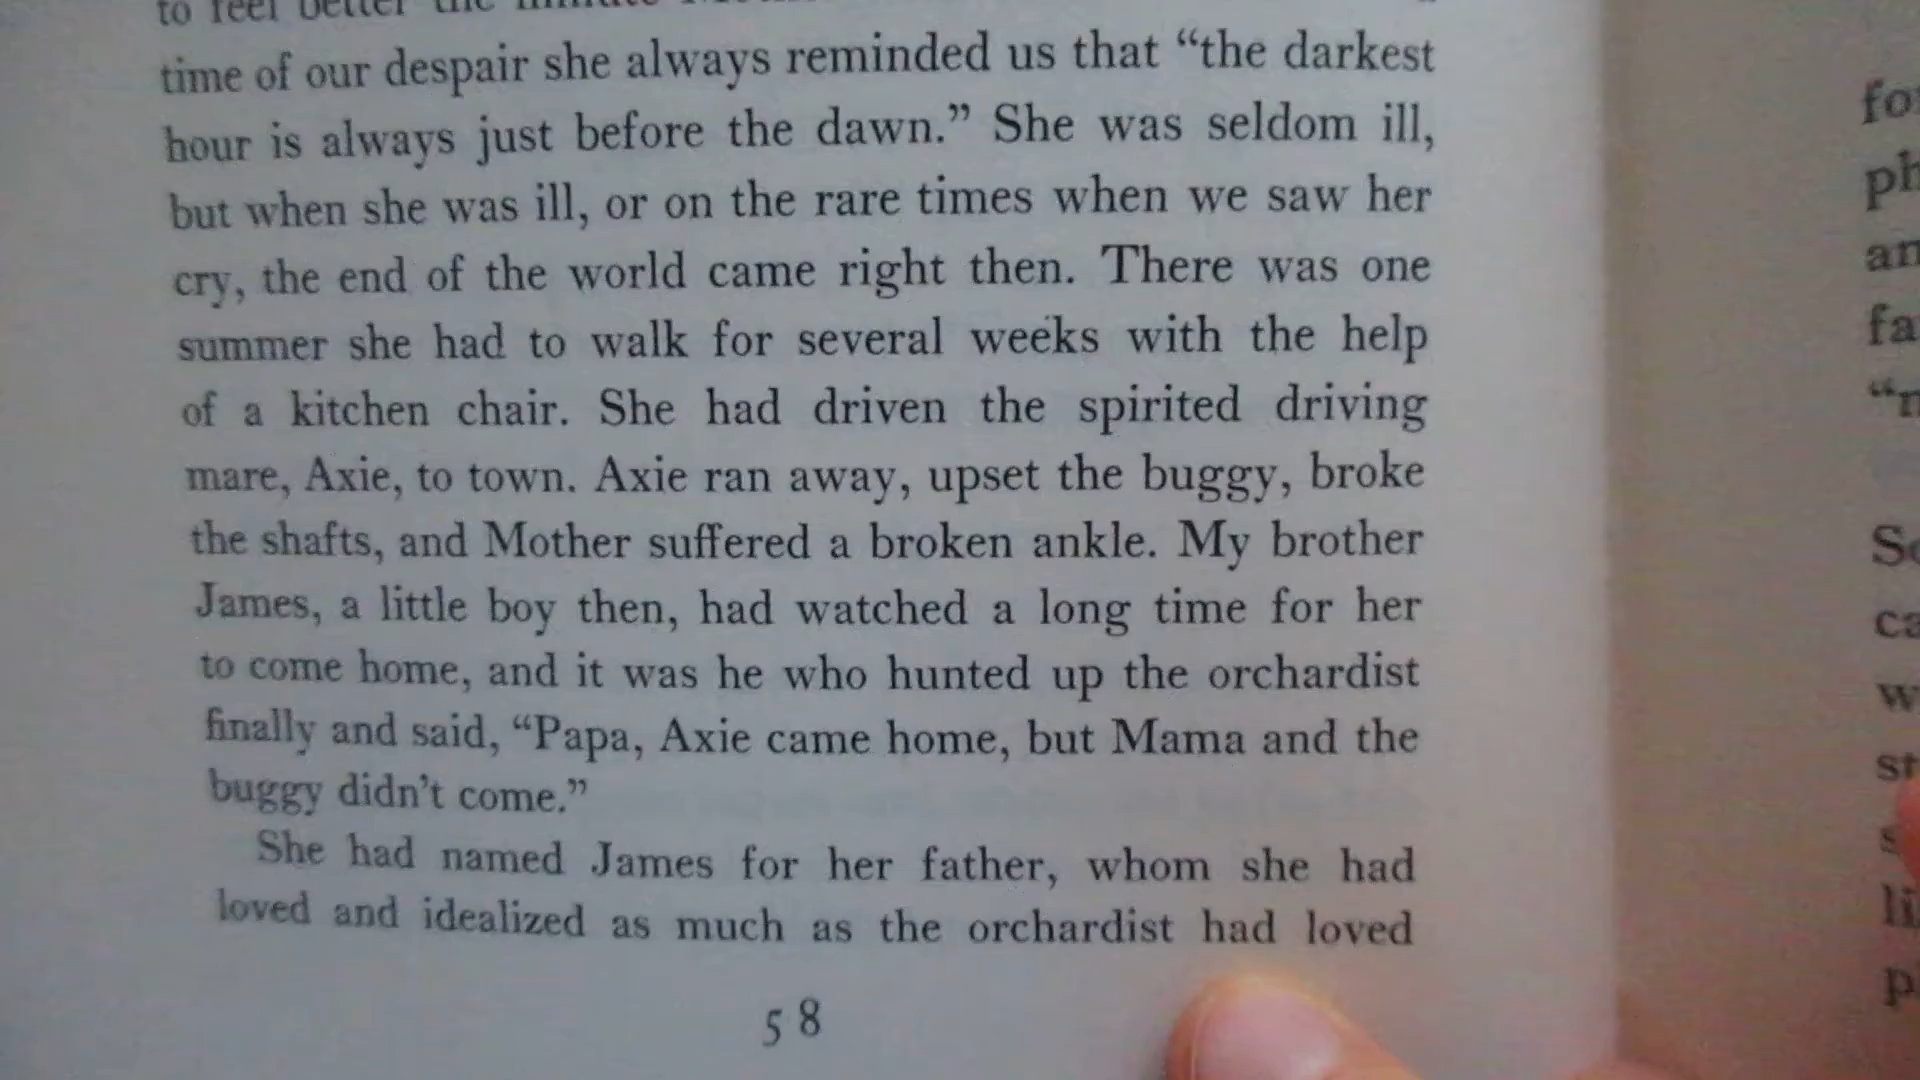 to feel better the minute
time of our despair she always reminded us that “the darkest
hour is always just before the dawn.” She was seldom ill,
but when she was ill, or on the rare times when we saw her
cry, the end of the world came right then. There was one
summer she had to walk for several weeks with the help
of a kitchen chair. She had driven the spirited driving
mare, Axie, to town. Axie ran away, upset the buggy, broke
the shafts, and Mother suffered a broken ankle. My brother
James, a little boy then, had watched a long time for her
to come home, and it was he who hunted up the orchardist
finally and said, “Papa, Axie came home, but Mama and the
buggy didn’t come.”
She had named James for her father, whom she had
loved and idealized as much as the orchardist had loved
58